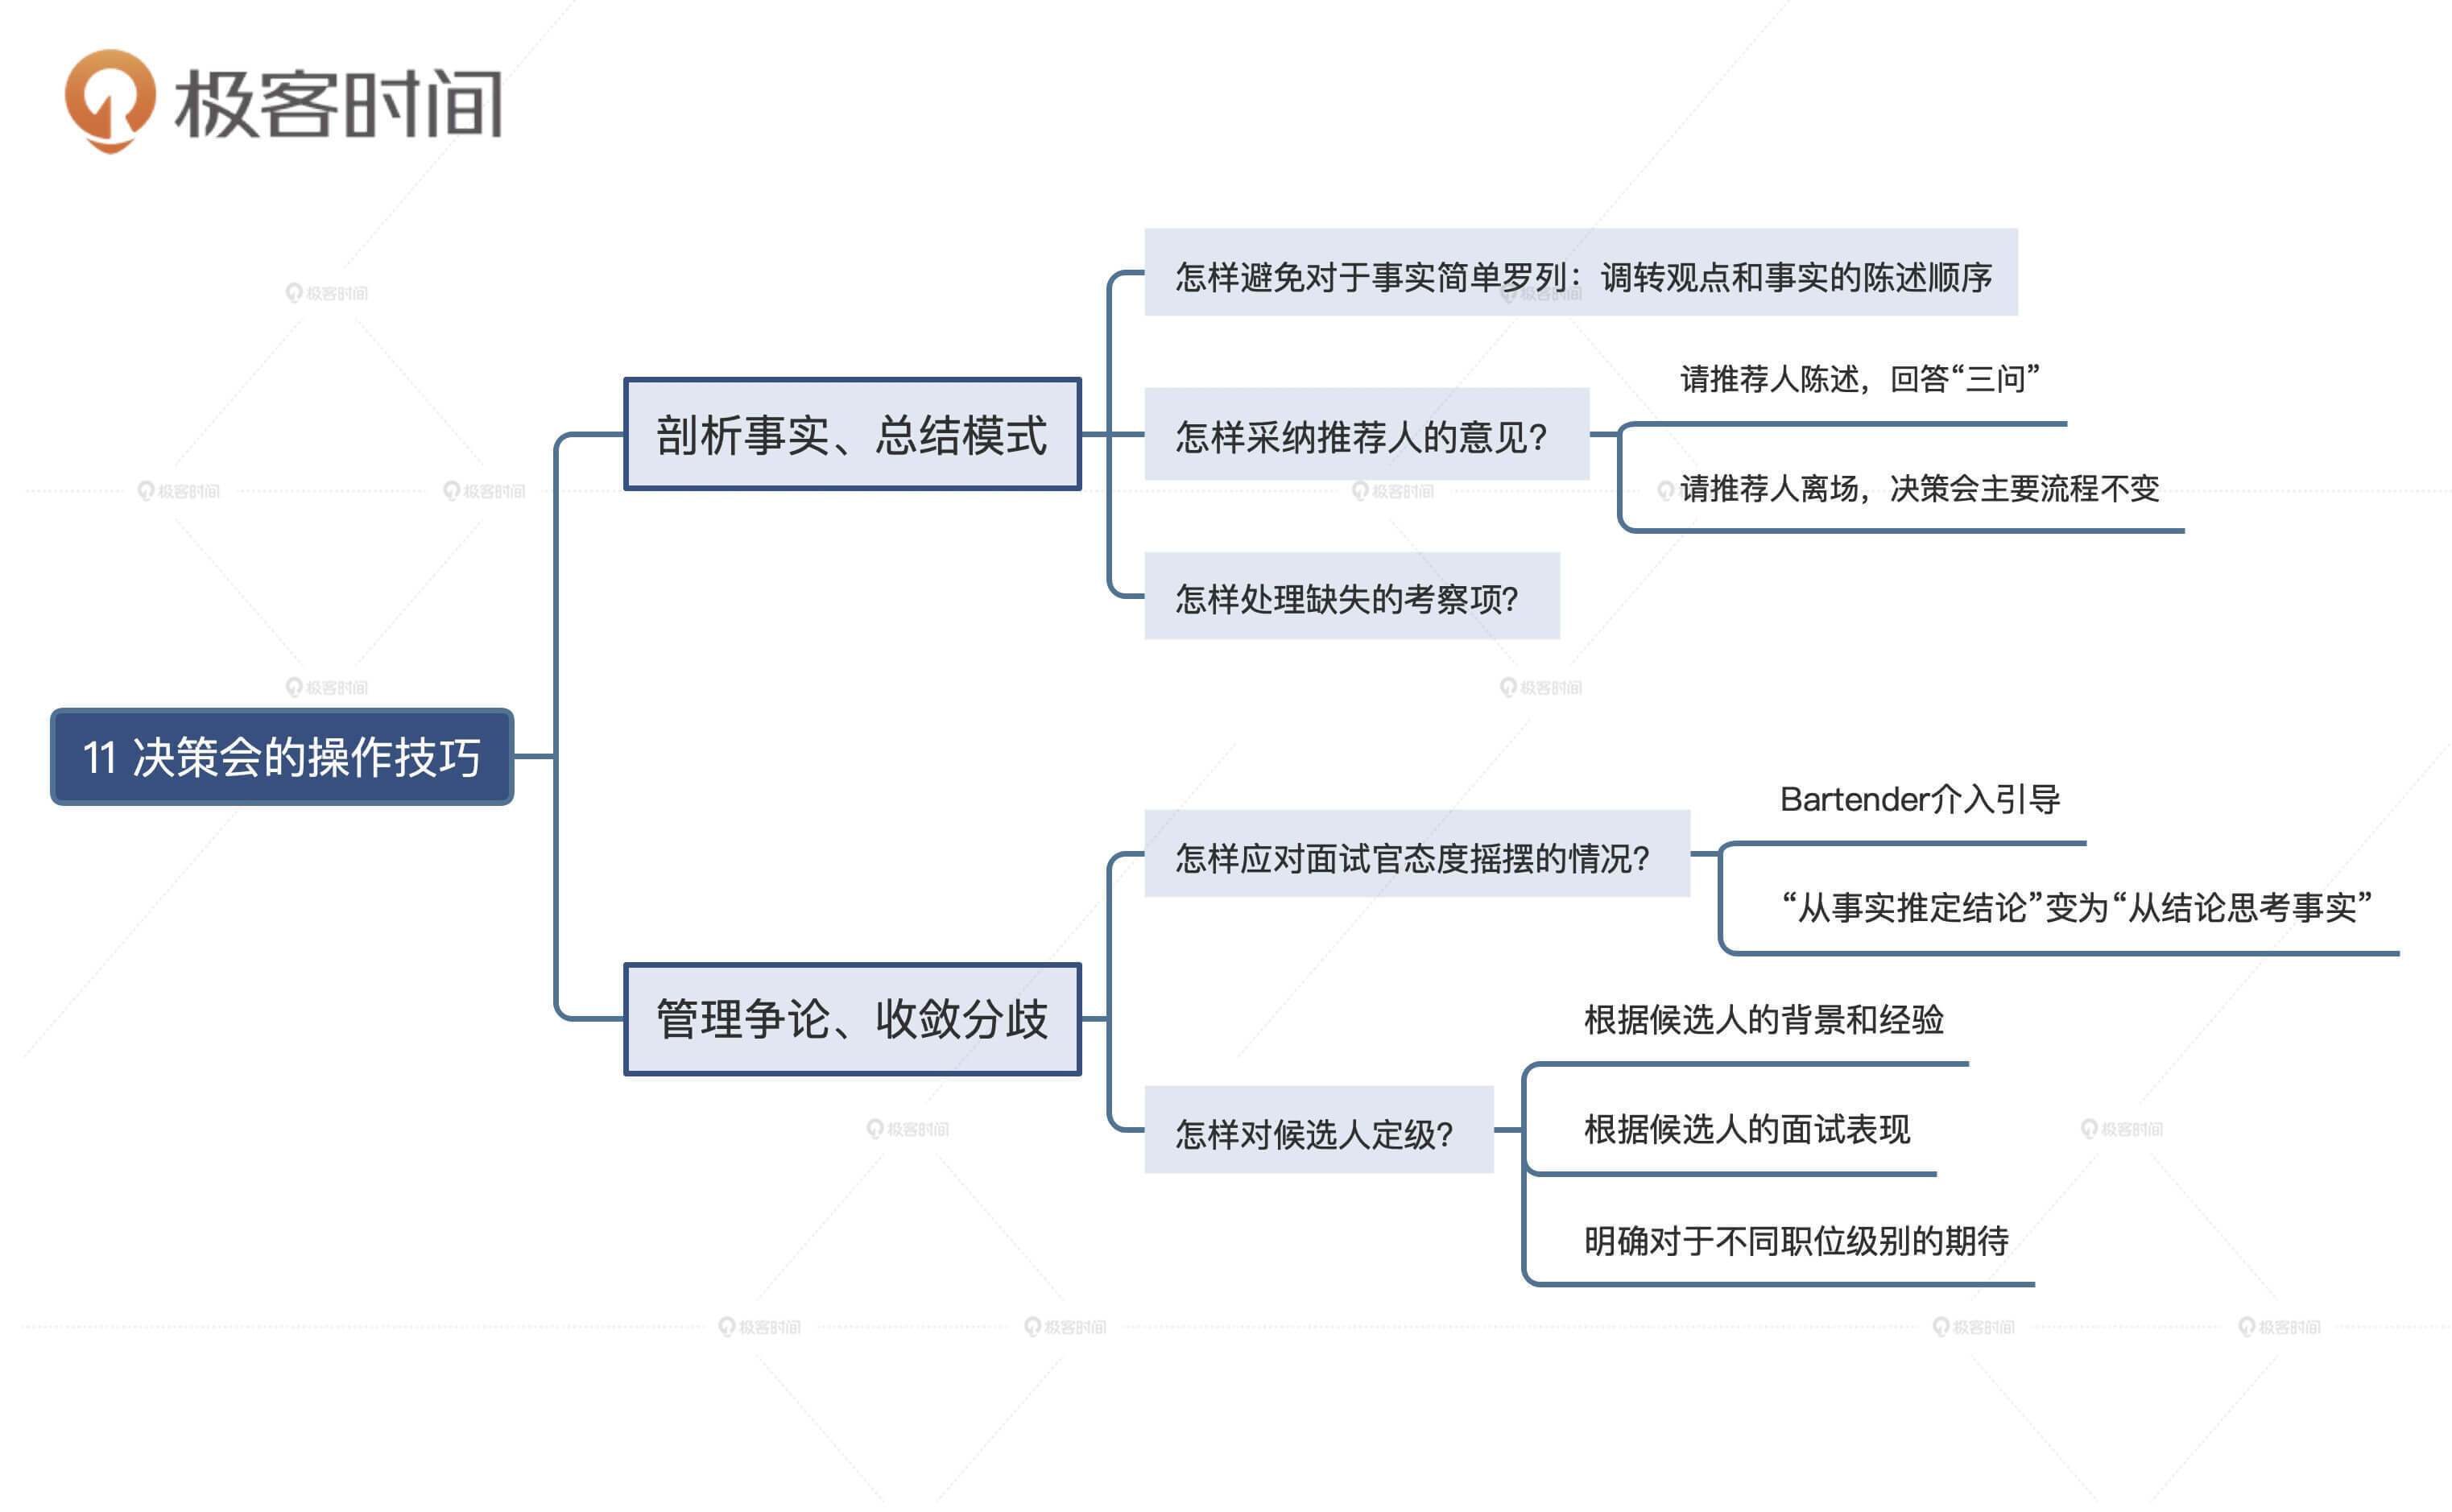 极客时间
11 决策会的操作技巧
剖析事实、总结模式
怎样避免对于事实简单罗列：调转观点和事实的陈述顺序
怎样采纳推荐人的意见？
请推荐人陈述，回答“三问”
请推荐人离场，决策会主要流程不变
怎样处理缺失的考察项？
管理争论、收敛分歧
怎样应对面试官态度摇摆的情况？
Bartender介入引导
“从事实推定结论”变为“从结论思考事实”
怎样对候选人定级？
根据候选人的背景和经验
根据候选人的面试表现
明确对于不同职位级别的期待
极客时间
极客时间
极客时间
极客时间
极客时间
极客时间
极客时间
极客时间
极客时间
极客时间
极客时间
极客时间
极客时间